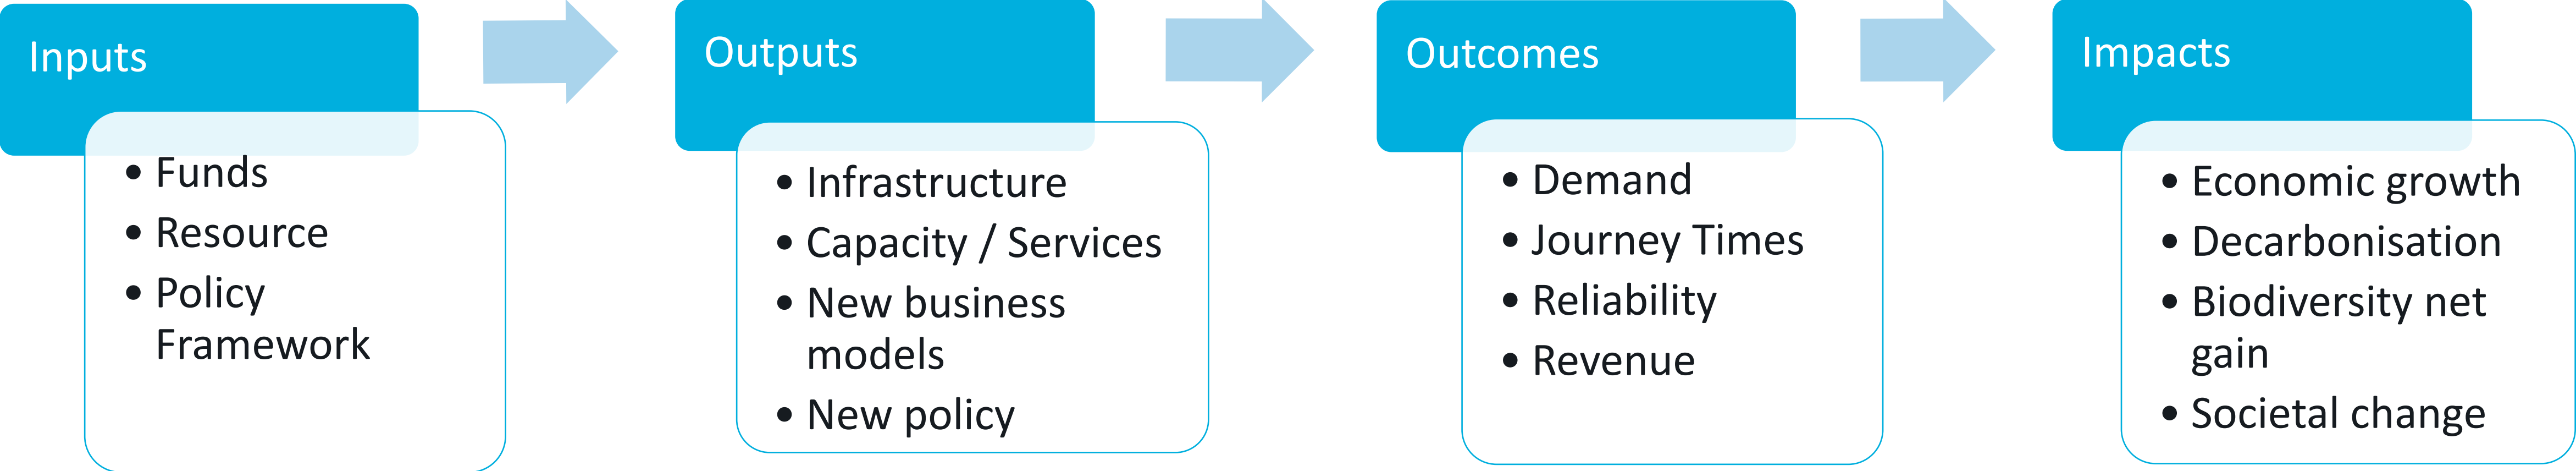 Inputs
• Funds
• Resource
• Policy
Framework
Outputs
• Infrastructure
• Capacity / Services
• New business
models
• New policy
Outcomes
• Demand
• Journey Times
• Reliability
• Revenue
Impacts
• Economic growth
• Decarbonisation
• Biodiversity net
gain
• Societal change